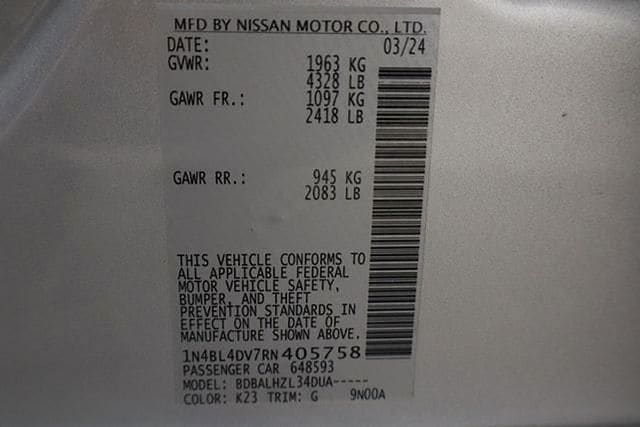 MFD BY NISSAN MOTOR CO., LTD.
DATE: 03/24
GVWR: 1963 KG
4328 LB
GAWR FR.: 1097 KG
2418 LB
GAWR RR.: 945 KG
2083 LB
THIS VEHICLE CONFORMS TO
ALL APPLICABLE FEDERAL
MOTOR VEHICLE SAFETY,
BUMPER, AND THEFT
PREVENTION STANDARDS IN
EFFECT ON THE DATE OF
MANUFACTURE SHOWN ABOVE.
1N4BL4DV7RN405758
PASSENGER CAR 648593
MODEL: BDBALHZL34DUA-----
COLOR: K23 TRIM: G 9N00A